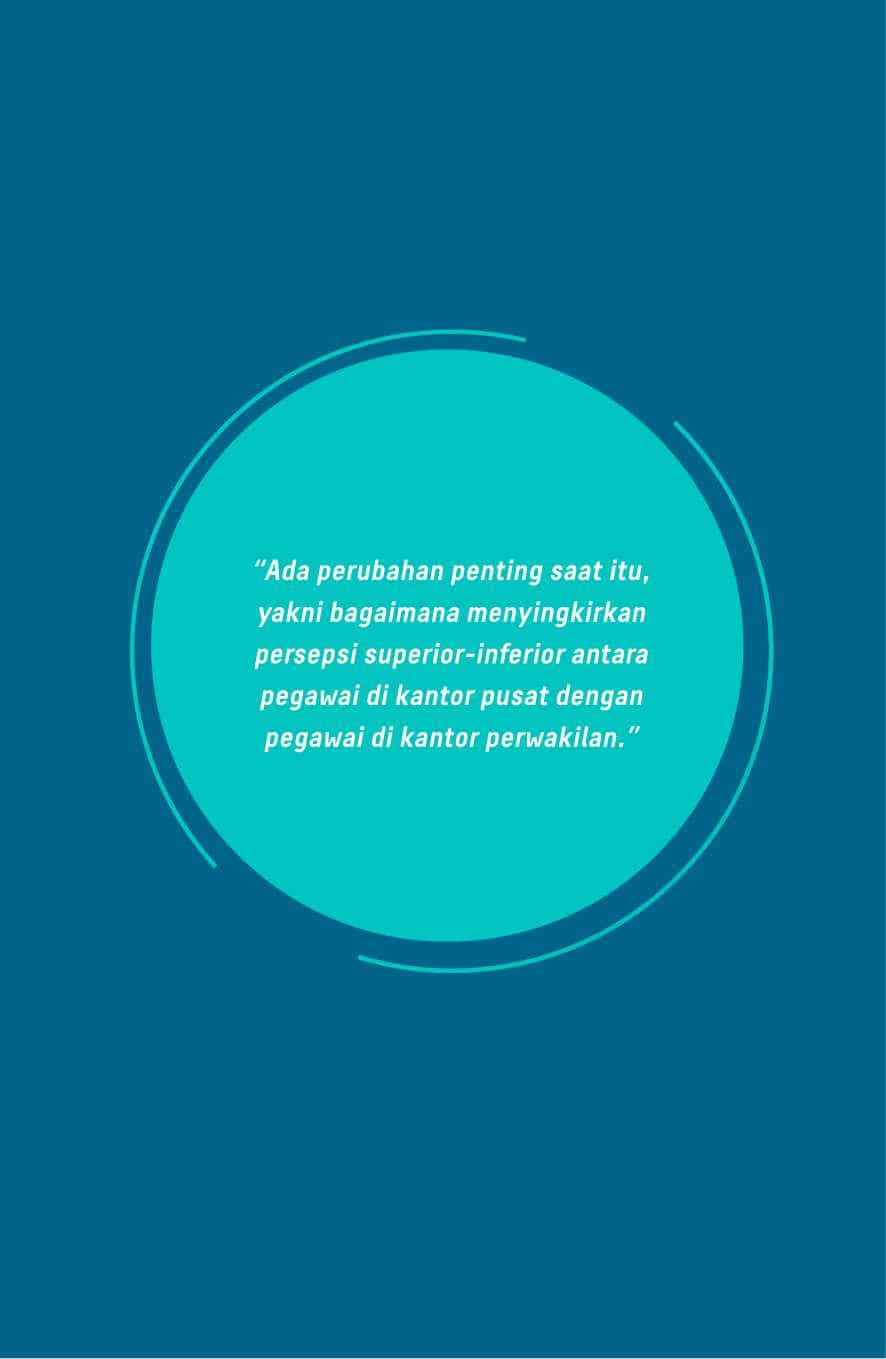 “Ada perubahan penting saat itu,
yakni bagaimana menyingkirkan
persepsi superior-inferior antara
pegawai di kantor pusat dengan
pegawai di kantor perwakilan.”